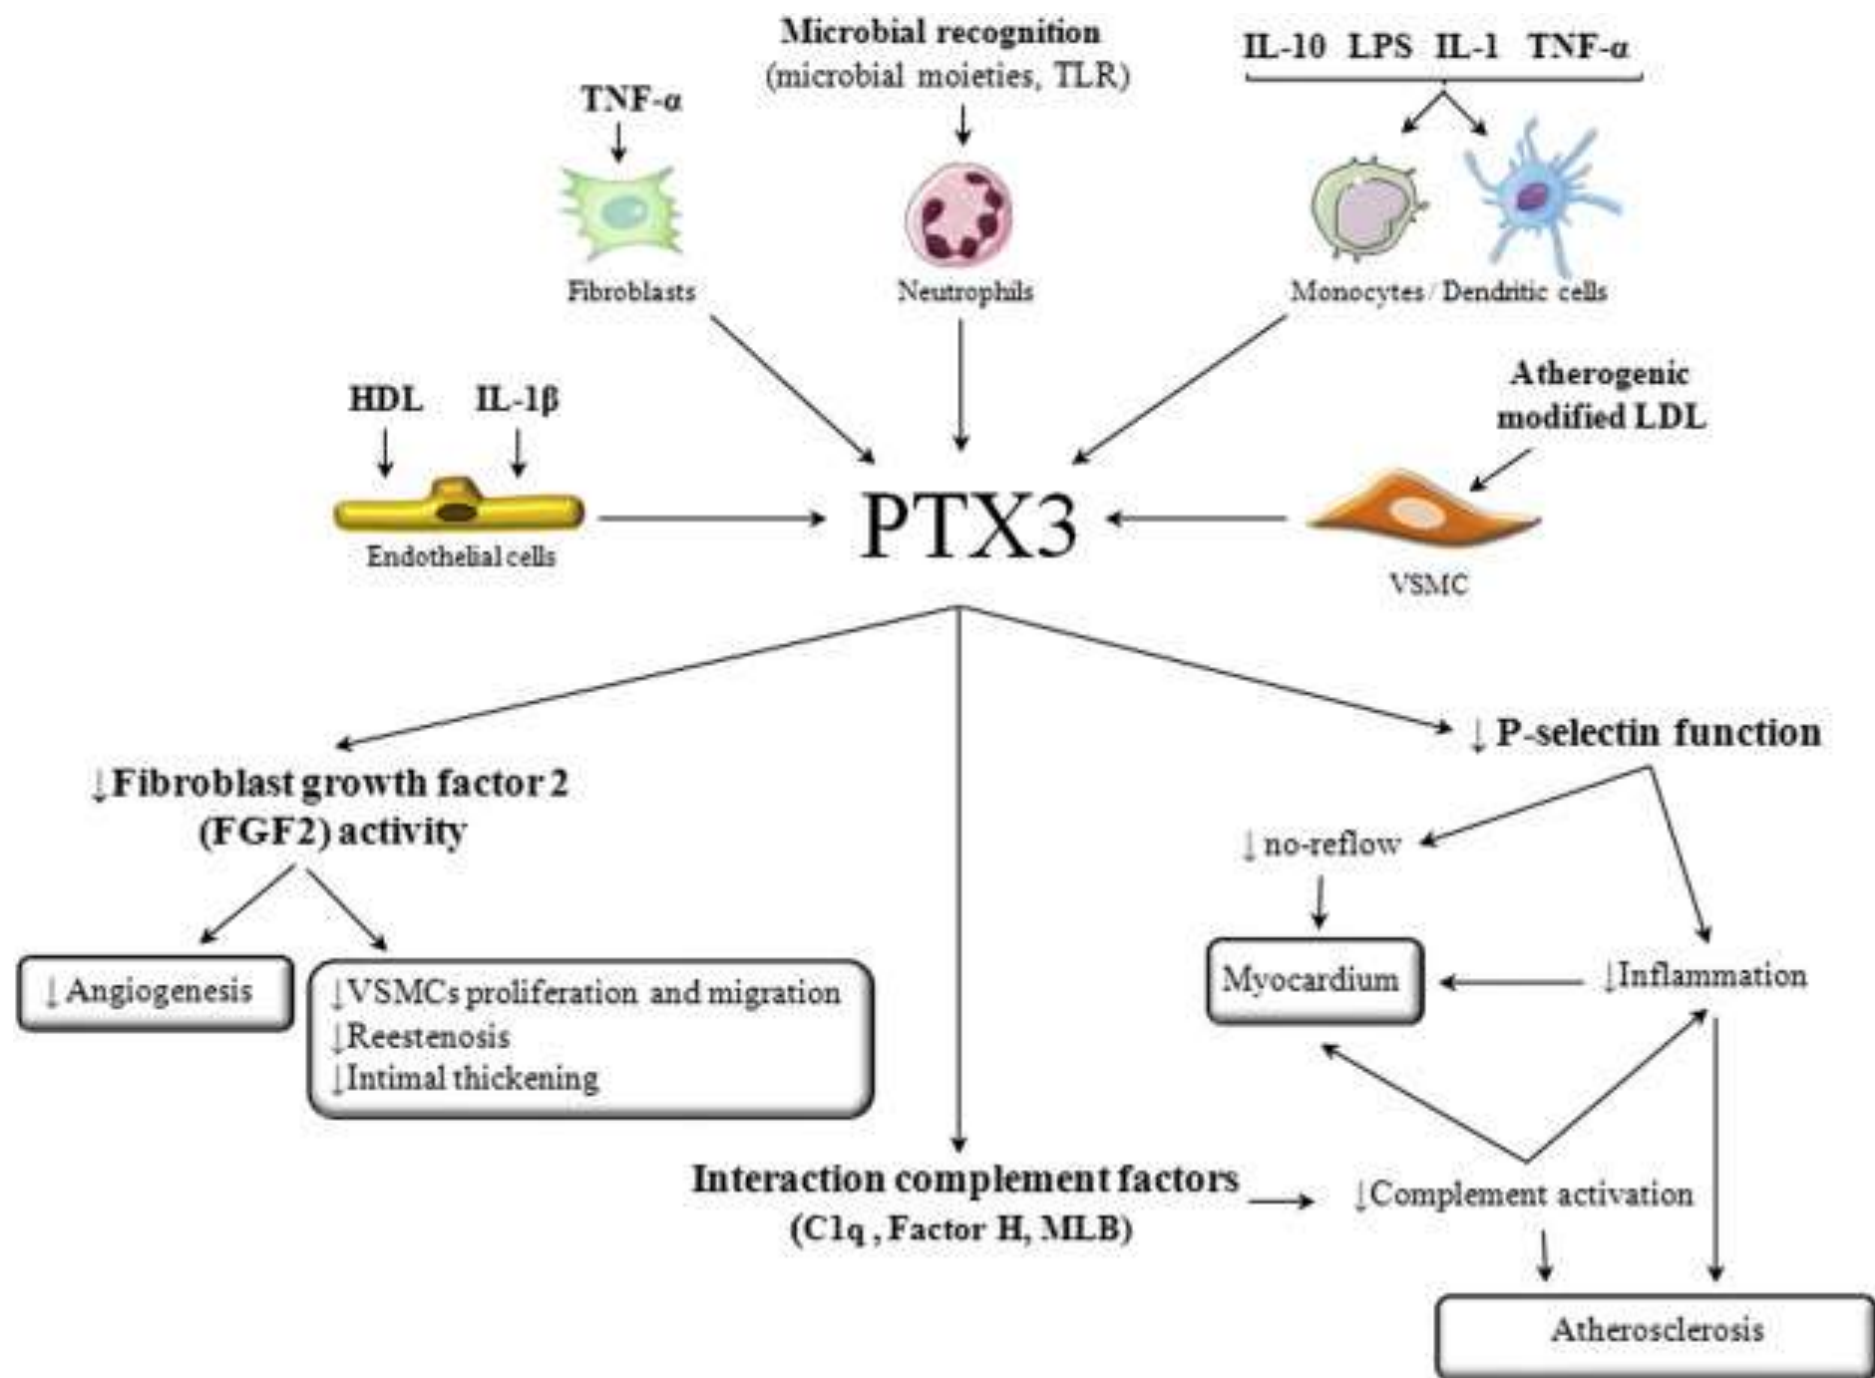 Microbial recognition
(microbial moieties, TLR)
IL-10 LPS IL-1 TNF-α
TNF-α
Fibroblasts
Neutrophils
Monocytes / Dendritic cells
HDL IL-1β
Atherogenic
modified LDL
Endothelial cells
PTX3
VSMC
↓ P-selectin function
↓Fibroblast growth factor 2
(FGF2) activity
↓ no-reflow
↓ Angiogenesis
↓VSMCs proliferation and migration
↓Reestenosis
↓Intimal thickening
Myocardium
↓Inflammation
Interaction complement factors
(C1q , Factor H, MLB)
↓Complement activation
Atherosclerosis